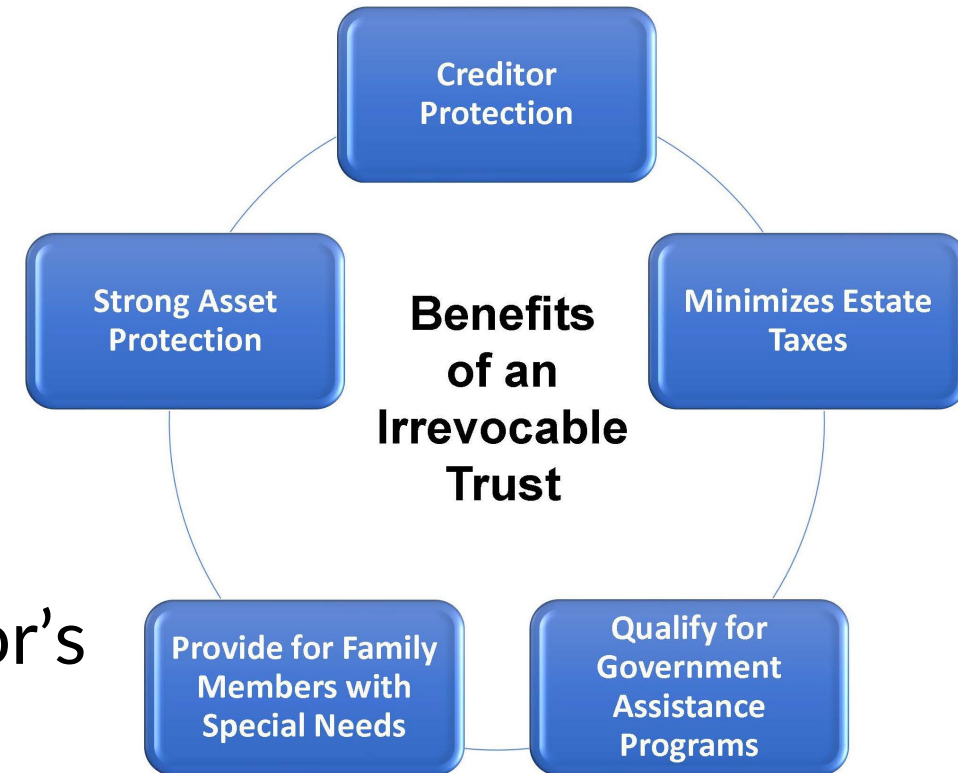 Creditor
Protection
Strong Asset
Protection
Benefits
of an
Irrevocable
Trust
Minimizes Estate
Taxes
or's
Provide for Family
Members with
Special Needs
Qualify for
Government
Assistance
Programs